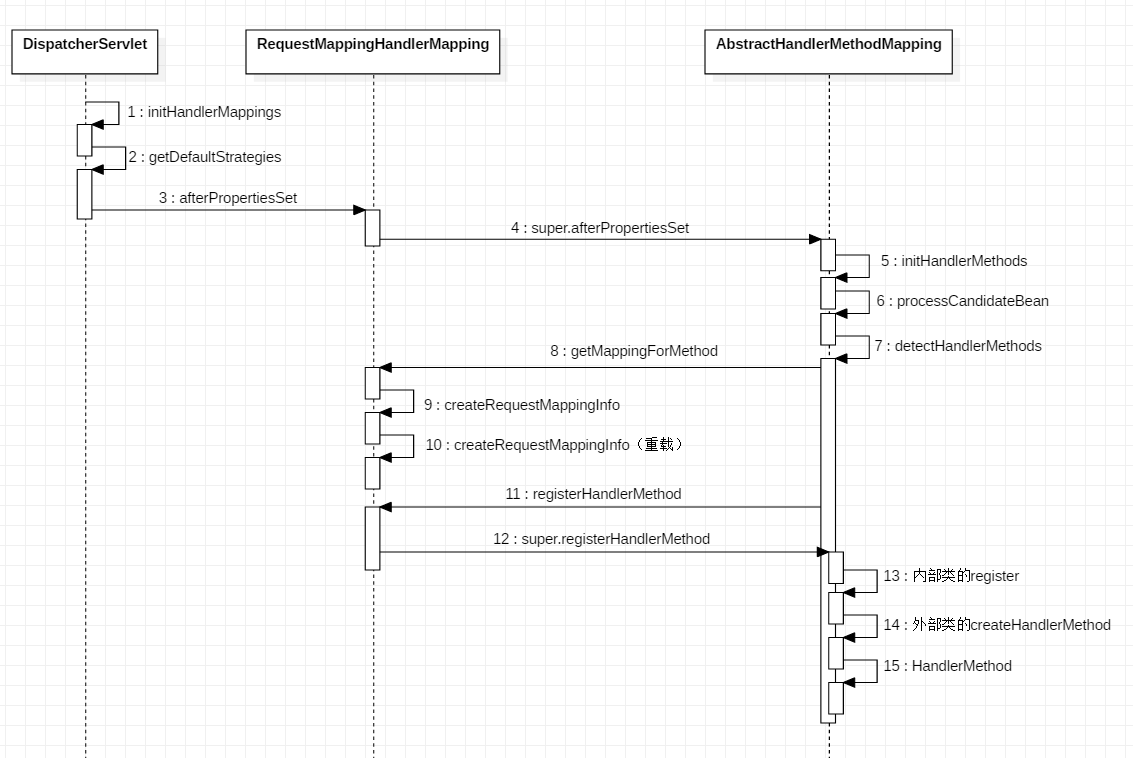 DispatcherServlet
RequestMappingHandlerMapping
AbstractHandlerMethodMapping
1 : initHandlerMappings
2 : getDefaultStrategies
3 : afterPropertiesSet
4 : super.afterPropertiesSet
5 : initHandlerMethods
6 : processCandidateBean
7 : detectHandlerMethods
8 : getMappingForMethod
9 : createRequestMappingInfo
10 : createRequestMappingInfo（重载）
11 : registerHandlerMethod
12 : super.registerHandlerMethod
13 : 内部类的register
14 : 外部类的createHandlerMethod
15 : HandlerMethod